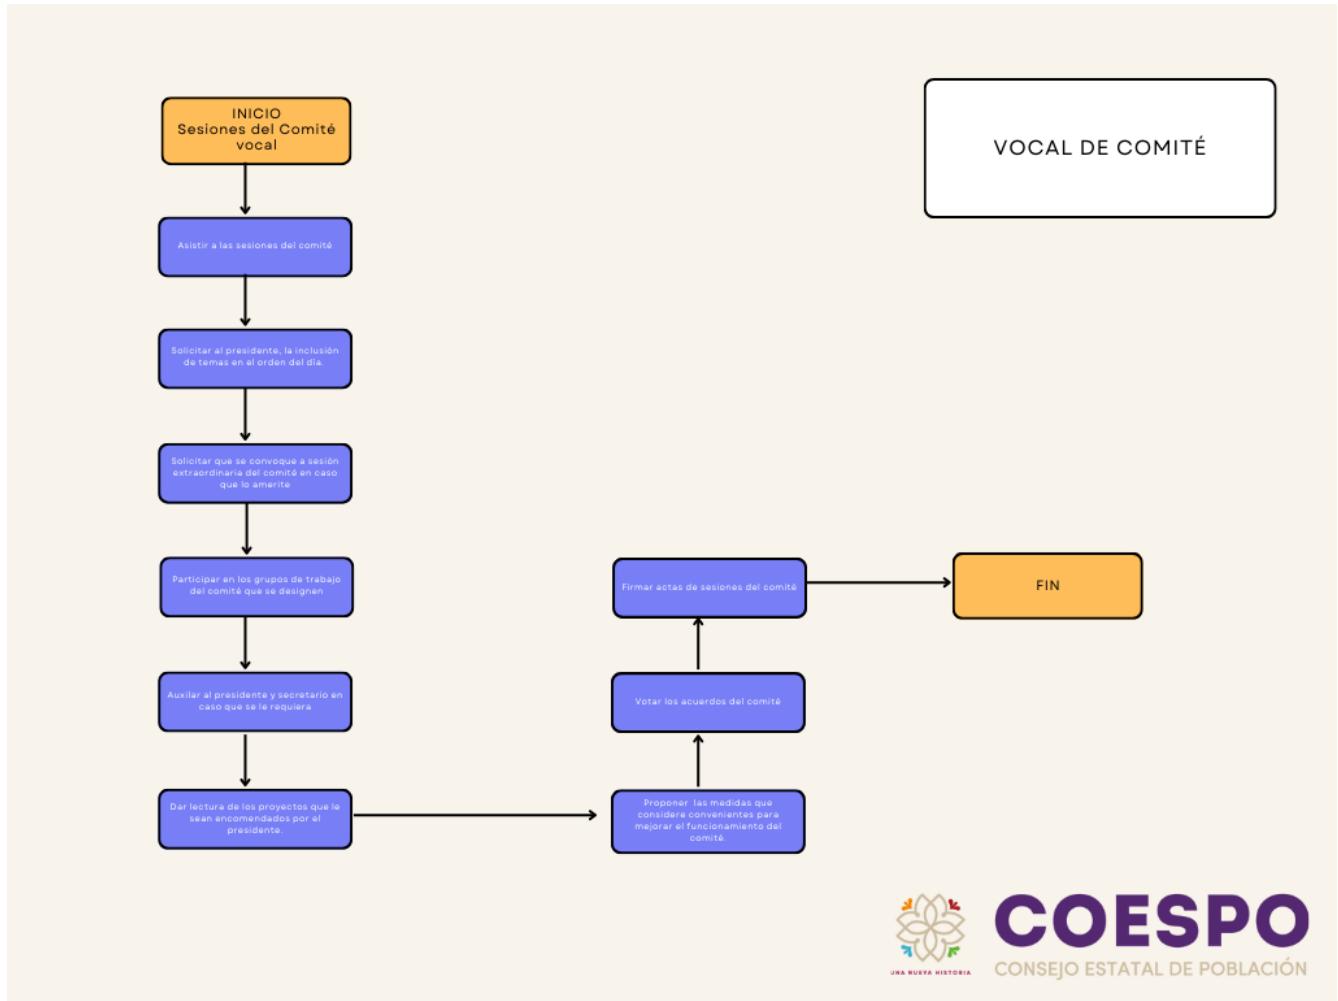 INICIO
Sesiones del Comité
vocal
VOCAL DE COMITÉ
Asistir a las sesiones del comité
Solicitar al presidente, la inclusión
de temas en el orden del día.
Solicitar que se convoque a sesión
extraordinaria del comité en caso
que lo amerite
Participar en los grupos de trabajo
del comité que se designen
Auxilar al presidente y secretario en
caso que se le requiera
Dar lectura de los proyectos que le
sean encomendados por el
presidente.
Proponer las medidas que
considere convenientes para
mejorar el funcionamiento del
comité.
Votar los acuerdos del comité
Firmar actas de sesiones del comité
FIN
UNA NUEVA HISTORIA
COESPO
CONSEJO ESTATAL DE POBLACIÓN